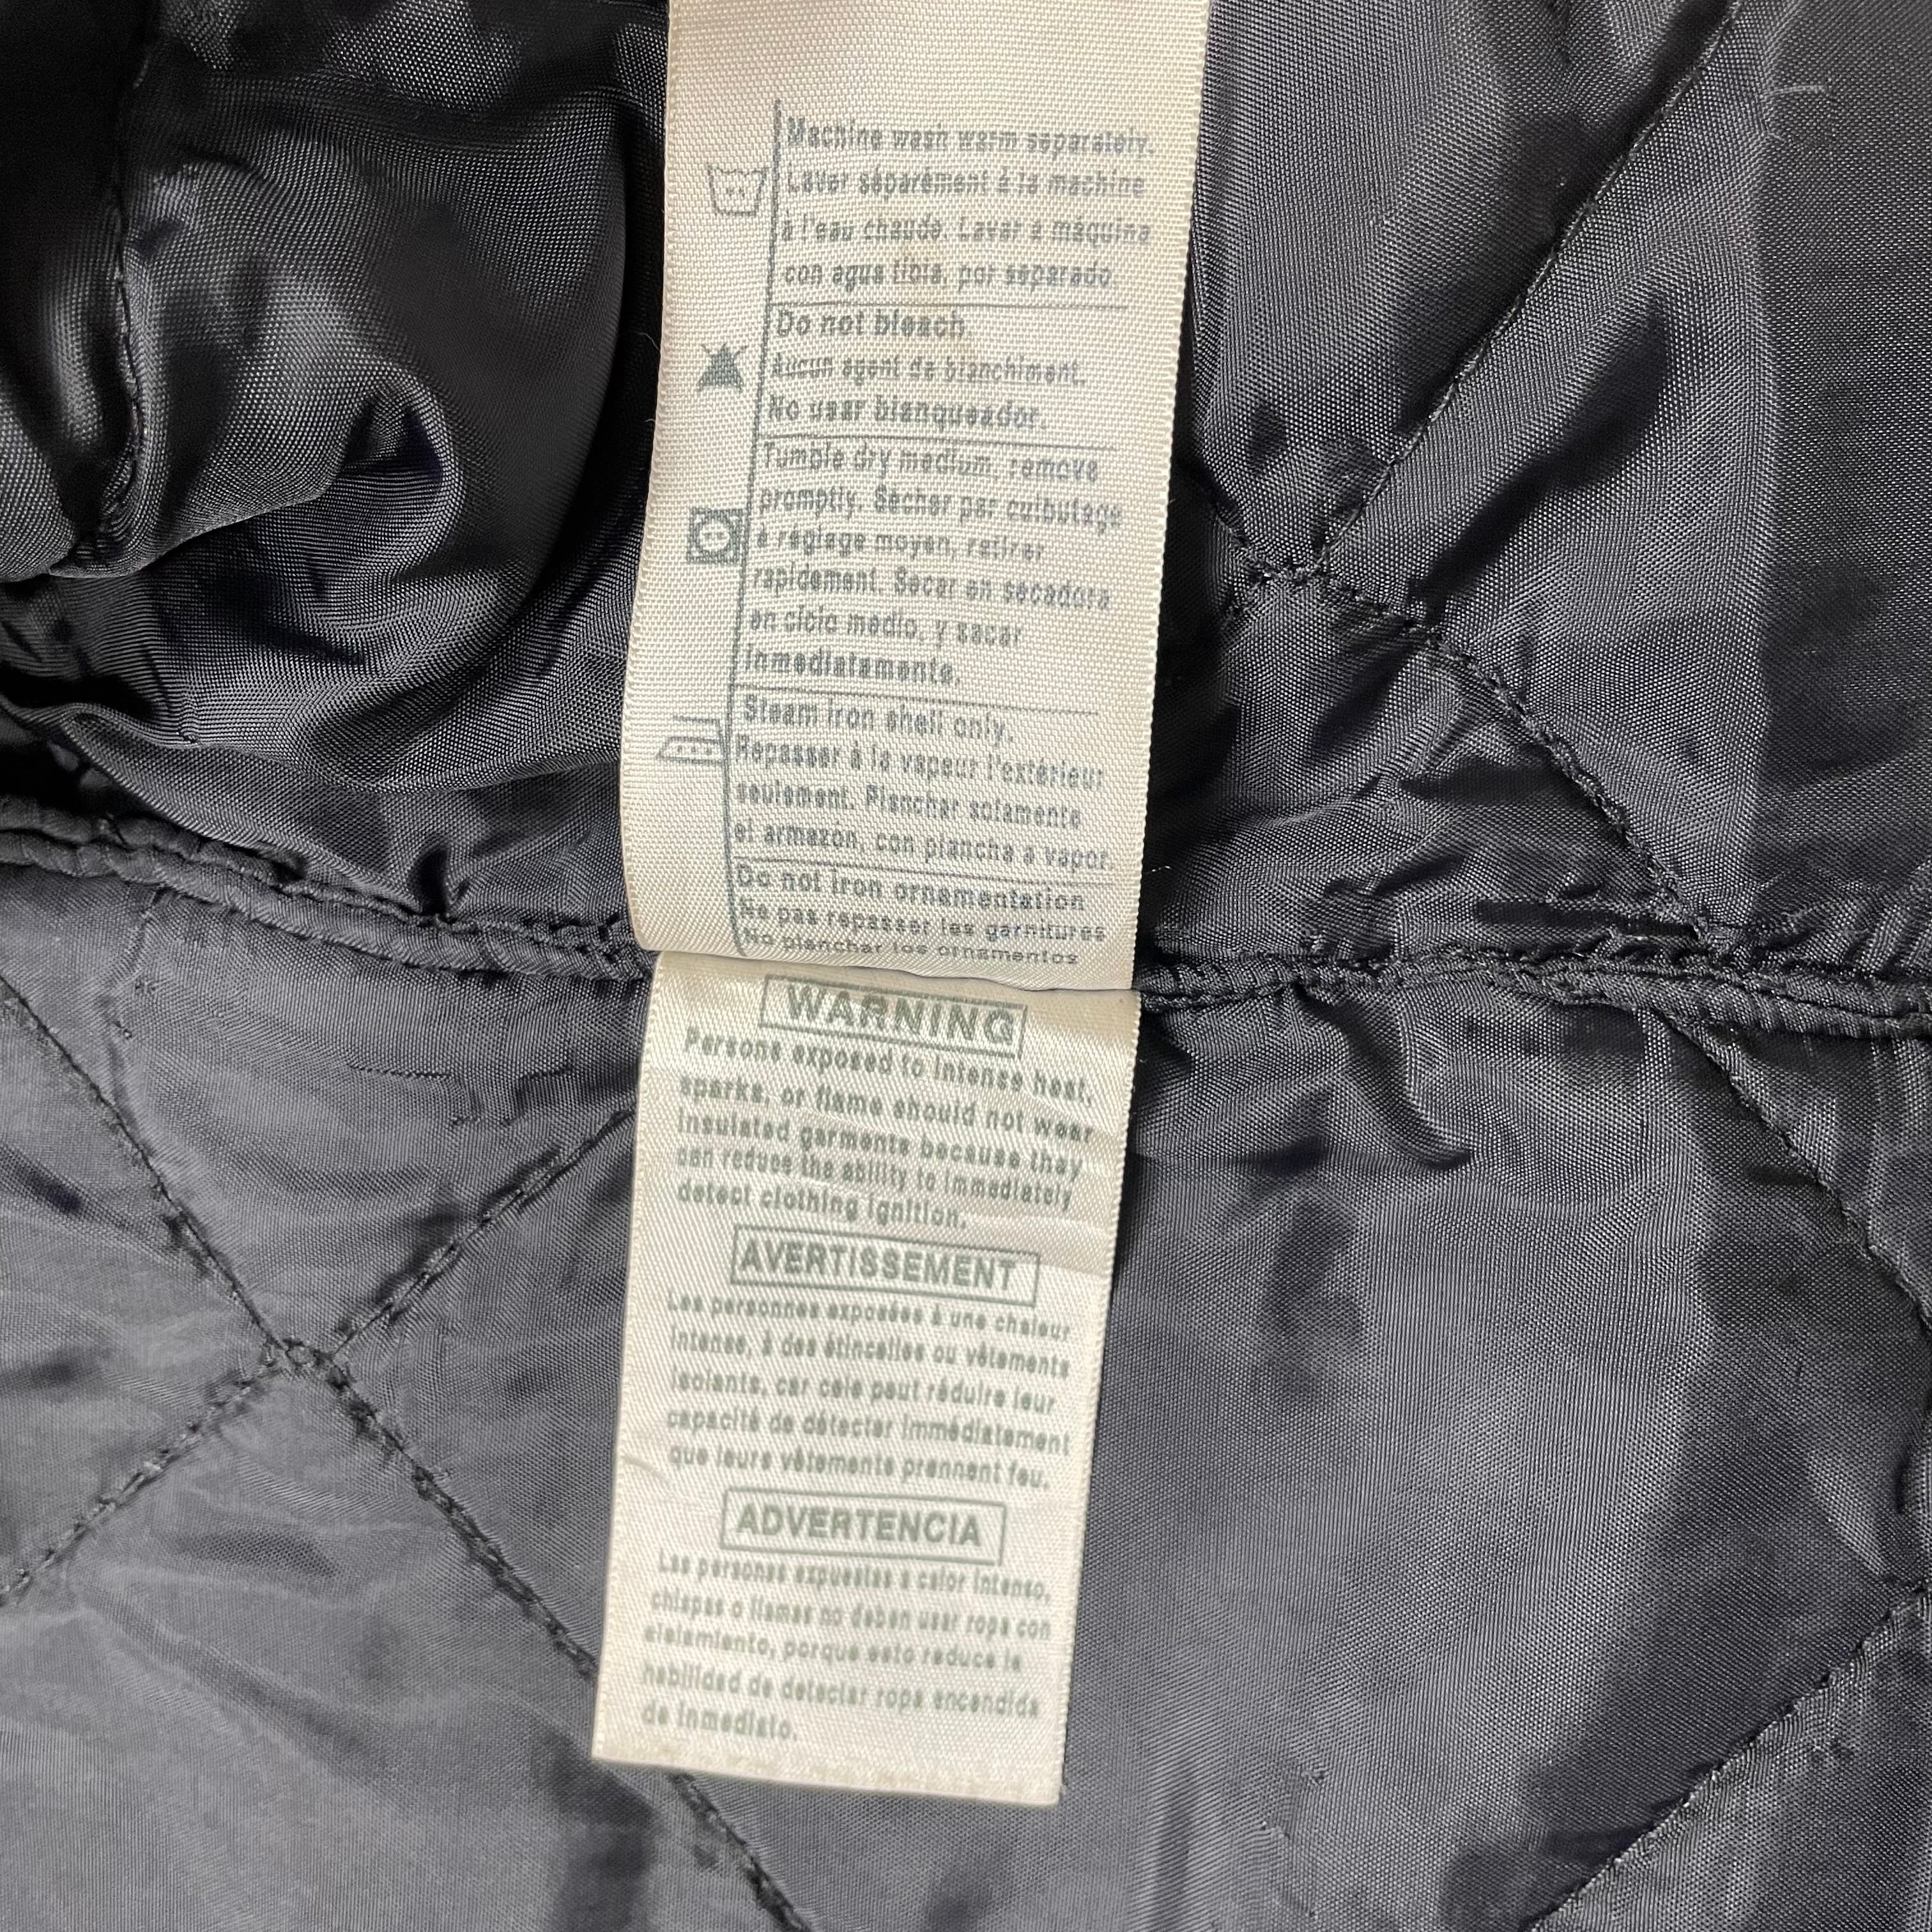 Machine wash warm separately.
Laver séparément à la machine
à l'eau chaude. Lavar a máquina
con agua tibia, por separado
Do not bleach.
Aucun agent de blanchiment.
No usar blanqueador.
Tumble dry medium, remove
promptly. Sécher par culbutage
à réglage moyen, retirer
rapidement. Secar en secadora
en ciclo medio, y sacar
inmediatamente.
Steam iron shell only.
Repasser à la vapeur l'extérieur
seulement. Planchar solamente
el armazón, con plancha a vapor.
Do not iron ornamentation
Ne pas repasser les garnitures
No planchar los ornamentos
WARNING
Persons exposed to intense heat,
sparks, or flame should not wear
insulated garments because they
can reduce the ability to immediately
detect clothing ignition.
AVERTISSEMENT
Les personnes exposées à une chaleur
intense, à des étincelles ou vêtements
isolants, car cela peut réduire leur
capacité de détecter immédiatement
que leurs vêtements prennent feu.
ADVERTENCIA
Las personas expuestas a calor intenso,
chispas o llamas no deben usar ropa con
aislamiento, porque esto reduce la
habilidad de detectar ropa encendida
de inmediato.